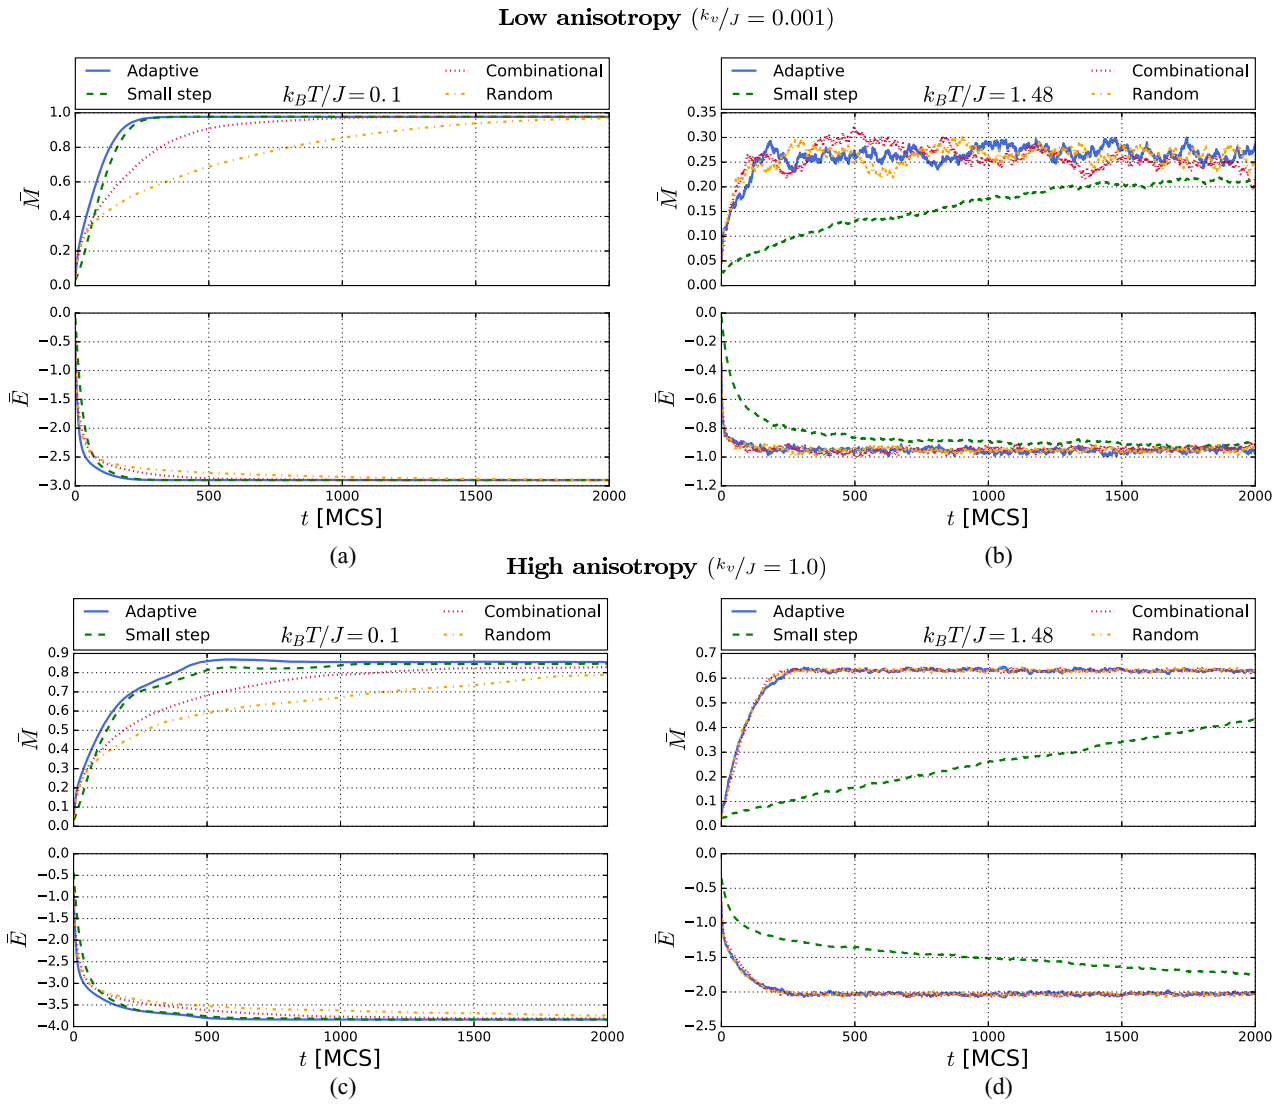 Low anisotropy (k_v/J = 0.001)
Adaptive
Small step
k_BT/J = 0.1
Combinational
Random
1.0
0.8
0.6
0.4
0.2
0.0
M̄
0.0
−0.5
−1.0
−1.5
−2.0
−2.5
−3.0
Ē
0 500 1000 1500 2000
t [MCS]
(a)
Adaptive
Small step
k_BT/J = 1.48
Combinational
Random
0.35
0.30
0.25
0.20
0.15
0.10
0.05
0.00
M̄
0.0
−0.2
−0.4
−0.6
−0.8
−1.0
−1.2
Ē
0 500 1000 1500 2000
t [MCS]
(b)
High anisotropy (k_v/J = 1.0)
Adaptive
Small step
k_BT/J = 0.1
Combinational
Random
0.9
0.8
0.7
0.6
0.5
0.4
0.3
0.2
0.1
0.0
M̄
0.0
−0.5
−1.0
−1.5
−2.0
−2.5
−3.0
−3.5
−4.0
Ē
0 500 1000 1500 2000
t [MCS]
(c)
Adaptive
Small step
k_BT/J = 1.48
Combinational
Random
0.7
0.6
0.5
0.4
0.3
0.2
0.1
0.0
M̄
0.0
−0.5
−1.0
−1.5
−2.0
−2.5
Ē
0 500 1000 1500 2000
t [MCS]
(d)